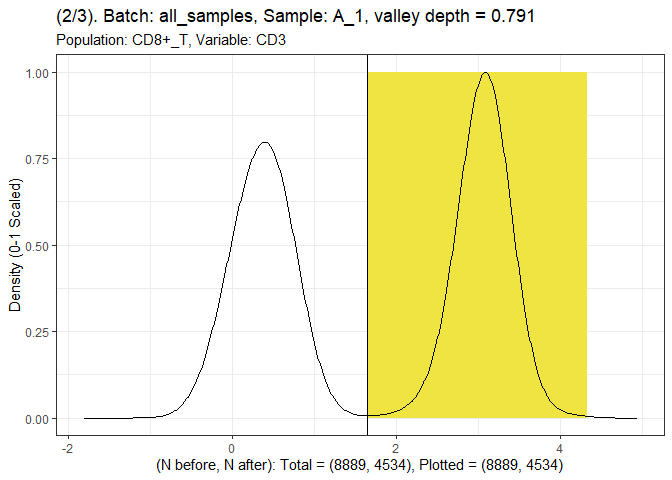 (2/3). Batch: all_samples, Sample: A_1, valley depth = 0.791
Population: CD8+_T, Variable: CD3
Density (0-1 Scaled)
1.00
0.75
0.50
0.25
0.00
-2
0
2
4
(N before, N after): Total = (8889, 4534), Plotted = (8889, 4534)